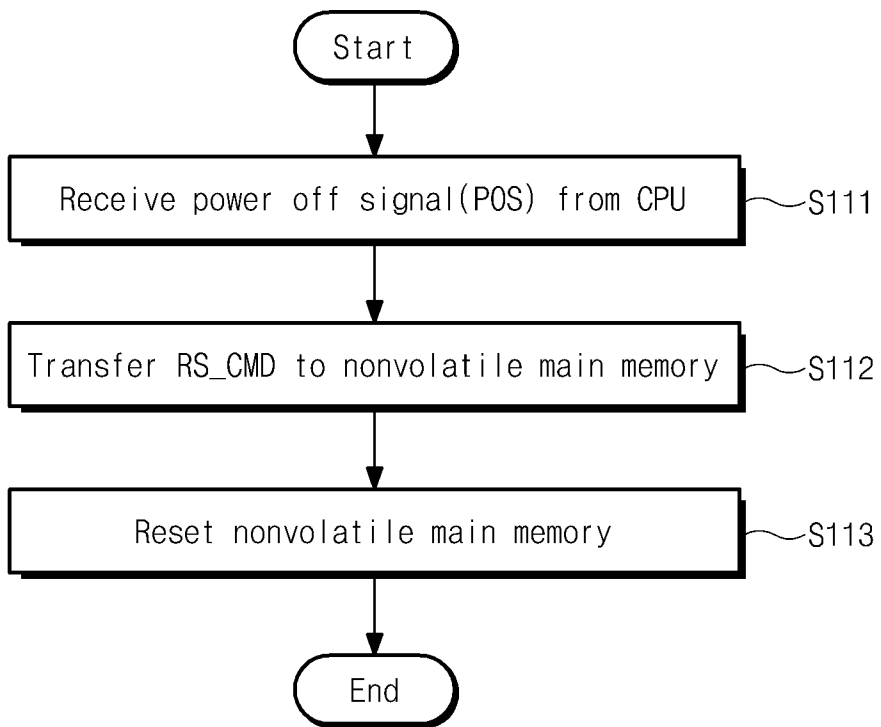 Start
Receive power off signal(POS) from CPU
S111
Transfer RS_CMD to nonvolatile main memory
S112
Reset nonvolatile main memory
S113
End